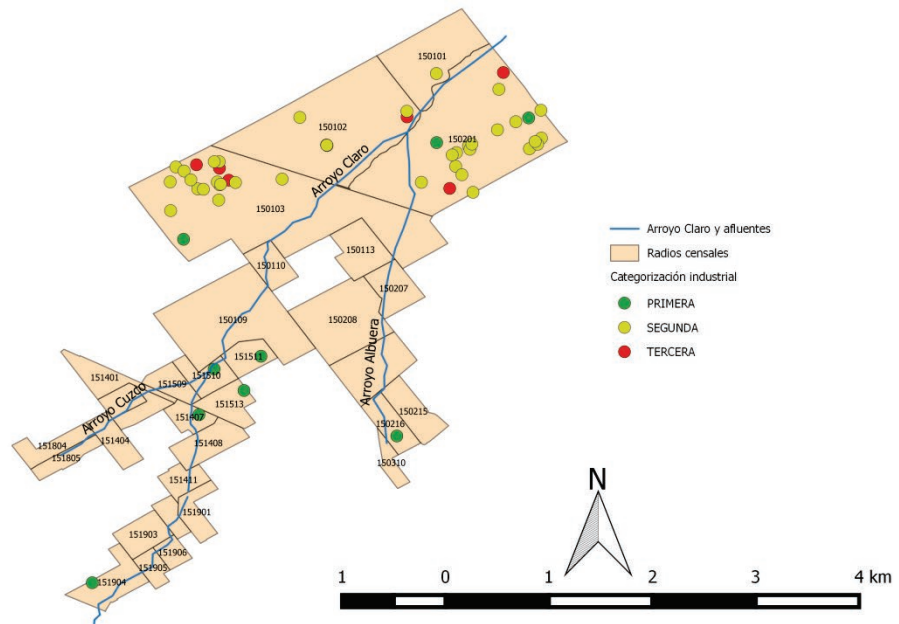 150101
150102
150201
Arroyo Claro
150103
150113
150110
150207
150109
150208
Arroyo Albuera
151511
151401
151509
151510
Arroyo Cuzco
151513
150215
151407
150216
151404
151408
151804
151805
150310
151411
151901
151903
151906
151905
151904
Arroyo Claro y afluentes
Radios censales
Categorización industrial
PRIMERA
SEGUNDA
TERCERA
N
1 0 1 2 3 4 km